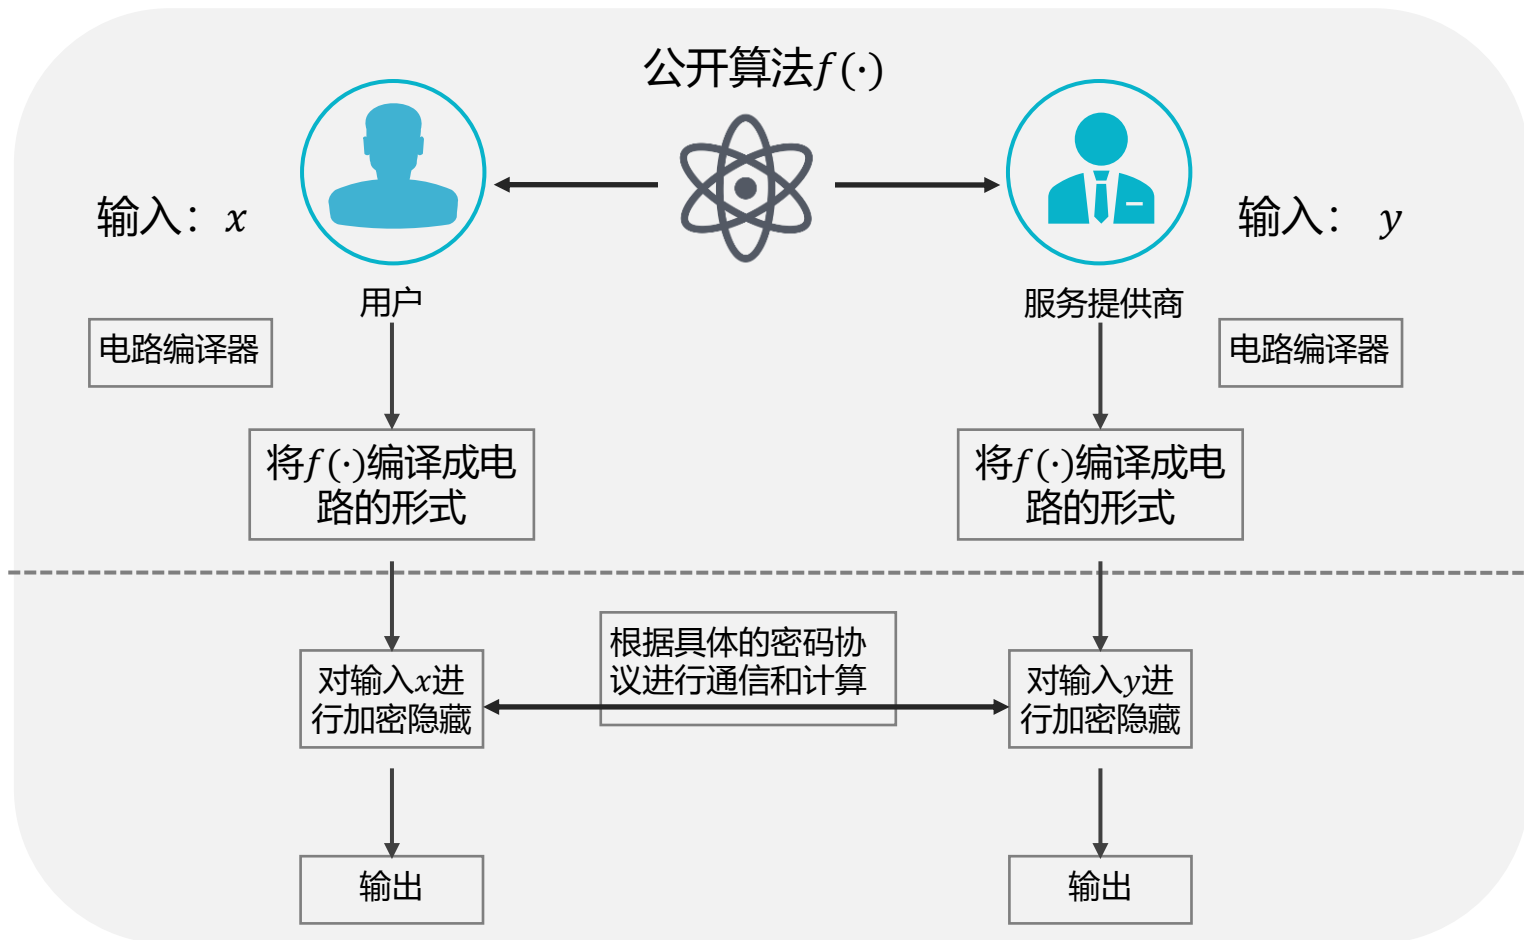 公开算法f(·)
输入：x
输入： y
用户
服务提供商
电路编译器
电路编译器
将f(·)编译成电
路的形式
将f(·)编译成电
路的形式
根据具体的密码协
议进行通信和计算
对输入x进
行加密隐藏
对输入y进
行加密隐藏
输出
输出